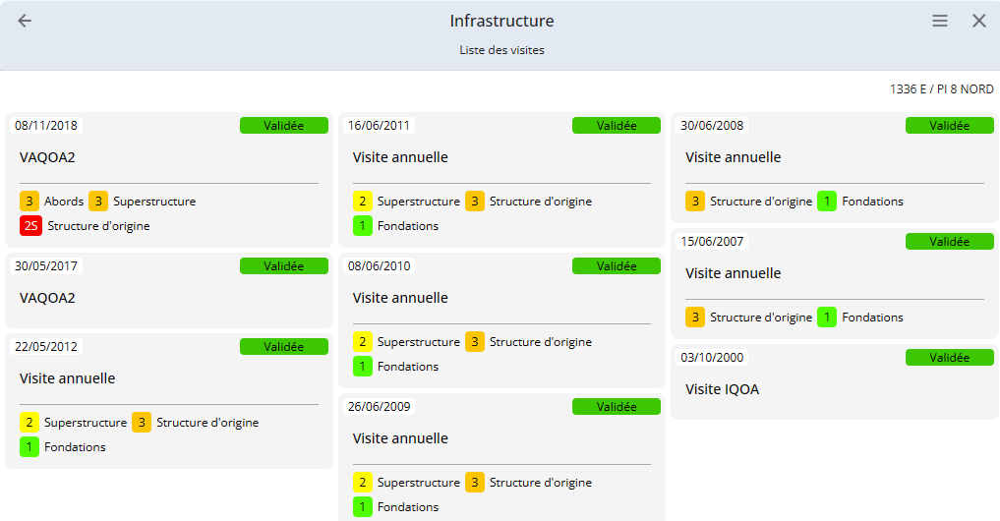 Infrastructure
Liste des visites
1336 E / PI 8 NORD
08/11/2018 Validée
VAQOA2
3 Abords 3 Superstructure
2S Structure d'origine
30/05/2017 Validée
VAQOA2
22/05/2012 Validée
Visite annuelle
2 Superstructure 3 Structure d'origine
1 Fondations
16/06/2011 Validée
Visite annuelle
2 Superstructure 3 Structure d'origine
1 Fondations
08/06/2010 Validée
Visite annuelle
2 Superstructure 3 Structure d'origine
1 Fondations
26/06/2009 Validée
Visite annuelle
2 Superstructure 3 Structure d'origine
1 Fondations
30/06/2008 Validée
Visite annuelle
3 Structure d'origine 1 Fondations
15/06/2007 Validée
Visite annuelle
3 Structure d'origine 1 Fondations
03/10/2000 Validée
Visite IQOA